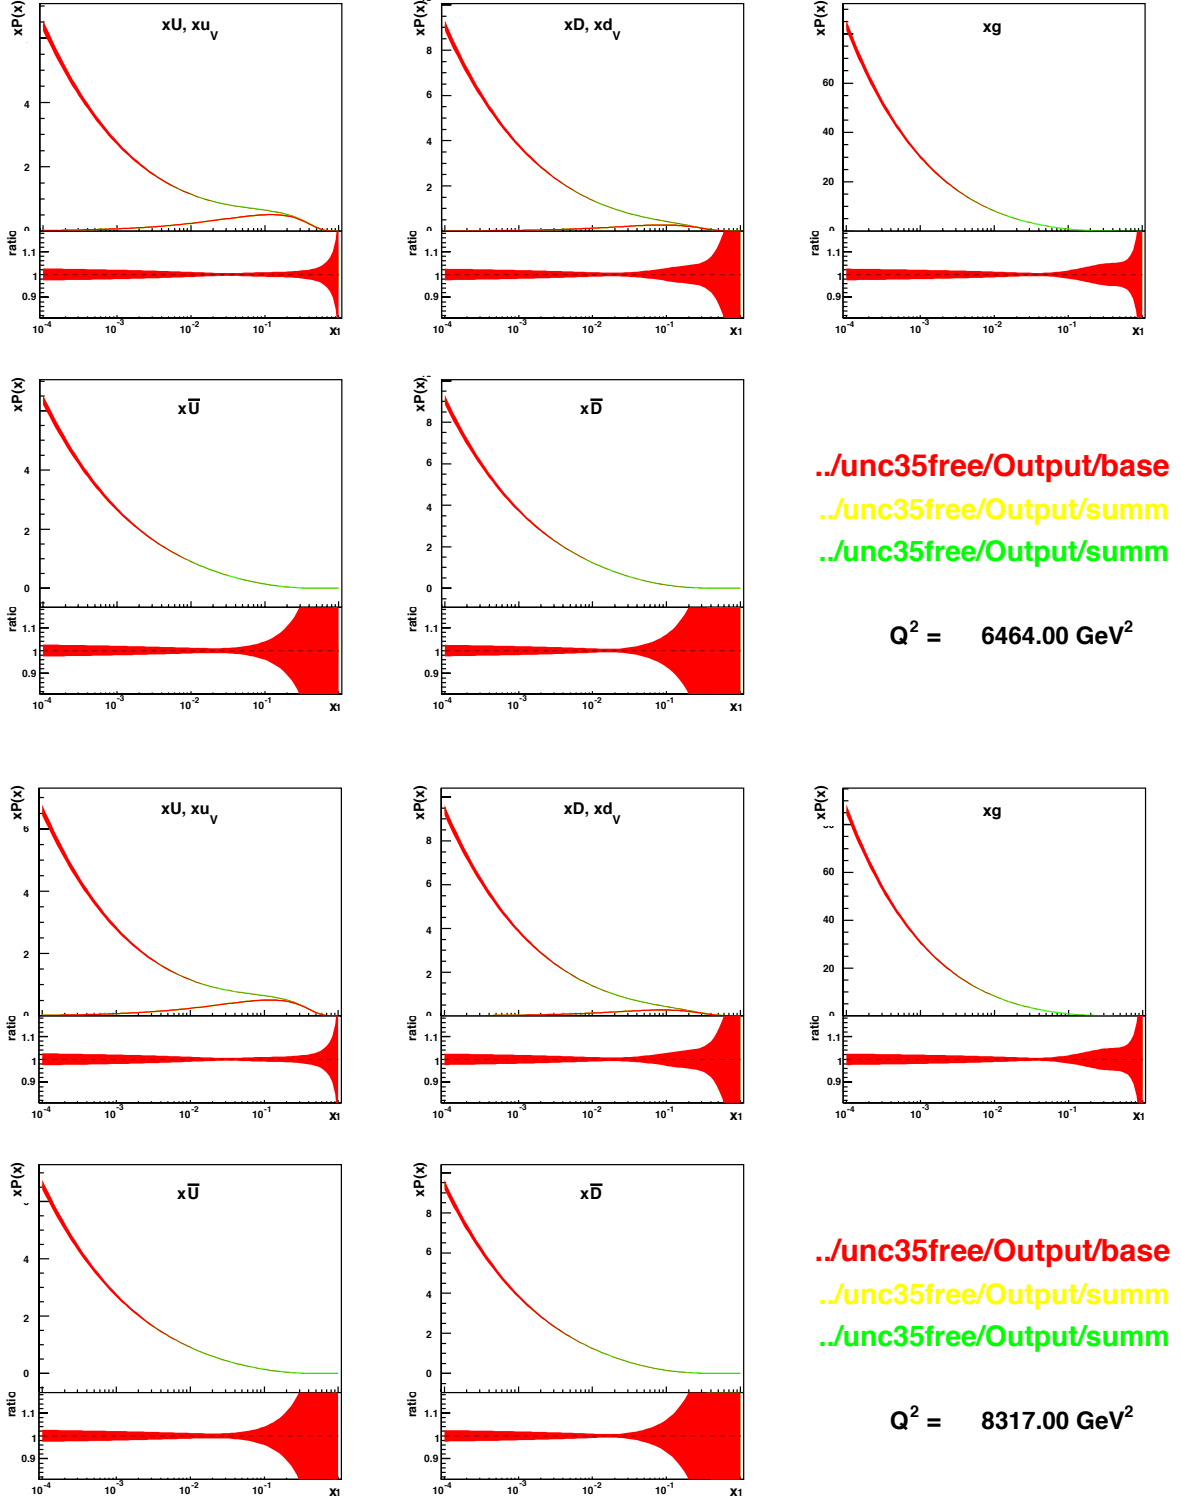 xP(x)
xU, xu_V
4
2
0
ratio
1.1
1
0.9
10^-4
10^-3
10^-2
10^-1
x 1
xP(x)
xD, xd_V
8
6
4
2
0
ratio
1.1
1
0.9
10^-4
10^-3
10^-2
10^-1
x 1
xP(x)
xg
60
40
20
0
ratio
1.1
1
0.9
10^-4
10^-3
10^-2
10^-1
x 1
xP(x)
xU̅
4
2
0
ratio
1.1
1
0.9
10^-4
10^-3
10^-2
10^-1
x 1
xP(x)
xD̅
8
6
4
2
0
ratio
1.1
1
0.9
10^-4
10^-3
10^-2
10^-1
x 1
../unc35free/Output/base
../unc35free/Output/summ
../unc35free/Output/summ
Q² = 6464.00 GeV²
xP(x)
xU, xu_V
6
4
2
0
ratio
1.1
1
0.9
10^-4
10^-3
10^-2
10^-1
x 1
xP(x)
xD, xd_V
8
6
4
2
0
ratio
1.1
1
0.9
10^-4
10^-3
10^-2
10^-1
x 1
xP(x)
xg
60
40
20
0
ratio
1.1
1
0.9
10^-4
10^-3
10^-2
10^-1
x 1
xP(x)
xU̅
4
2
0
ratio
1.1
1
0.9
10^-4
10^-3
10^-2
10^-1
x 1
xP(x)
xD̅
8
6
4
2
0
ratio
1.1
1
0.9
10^-4
10^-3
10^-2
10^-1
x 1
../unc35free/Output/base
../unc35free/Output/summ
../unc35free/Output/summ
Q² = 8317.00 GeV²